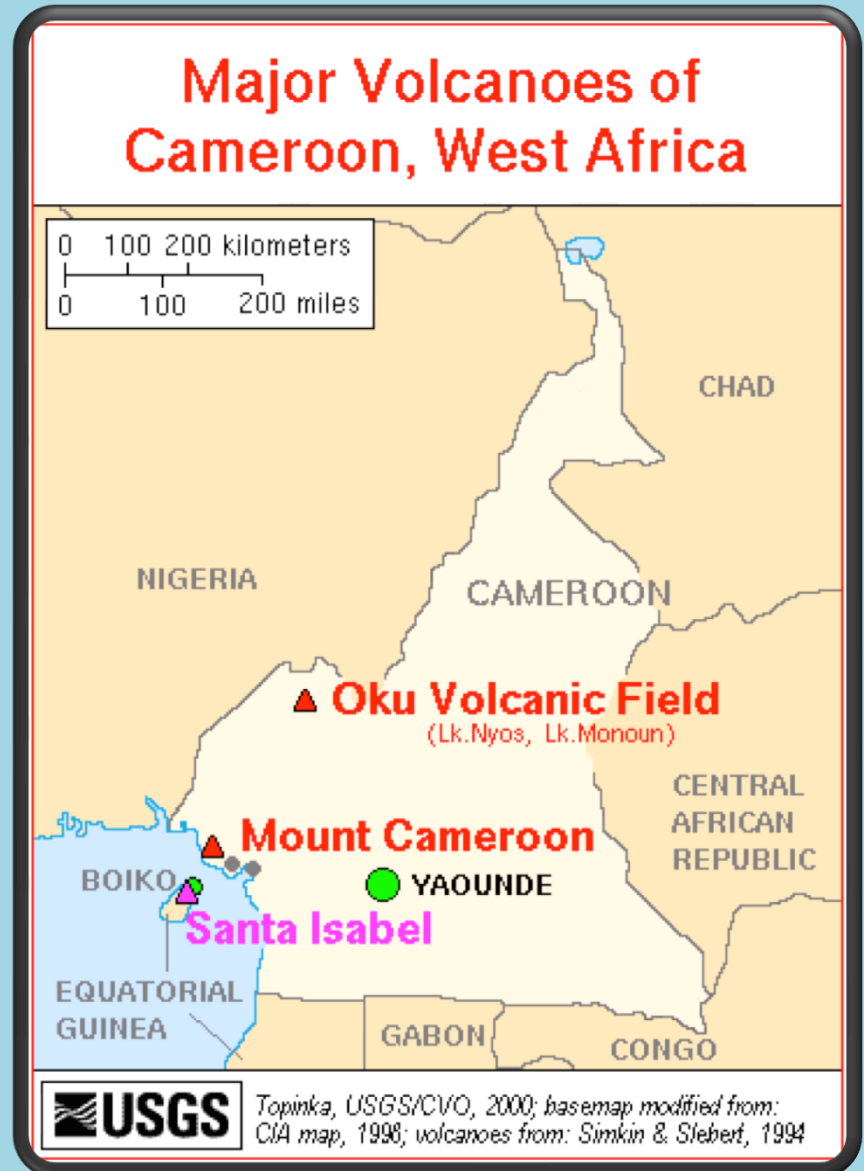 Major Volcanoes of
Cameroon, West Africa
0 100 200 kilometers
0 100 200 miles
CHAD
NIGERIA
CAMEROON
Oku Volcanic Field
(Lk.Nyos, Lk.Monoun)
CENTRAL
AFRICAN
REPUBLIC
Mount Cameroon
BOIKO
YAOUNDE
Santa Isabel
EQUATORIAL
GUINEA
GABON
CONGO
USGS
Topinka, USGS/CVO, 2000; basemap modified from:
CIA map, 1996; volcanoes from: Simkin & Siebert, 1994